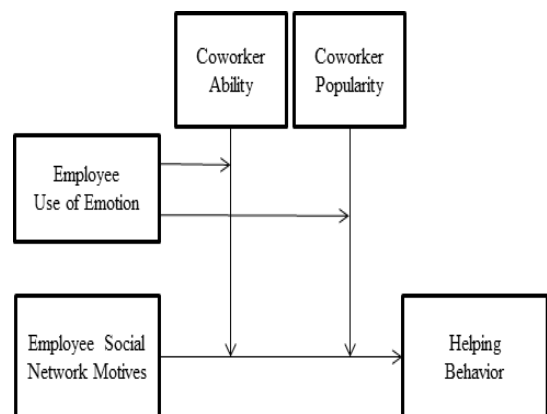 Coworker
Ability
Coworker
Popularity
Employee
Use of Emotion
Employee Social
Network Motives
Helping
Behavior